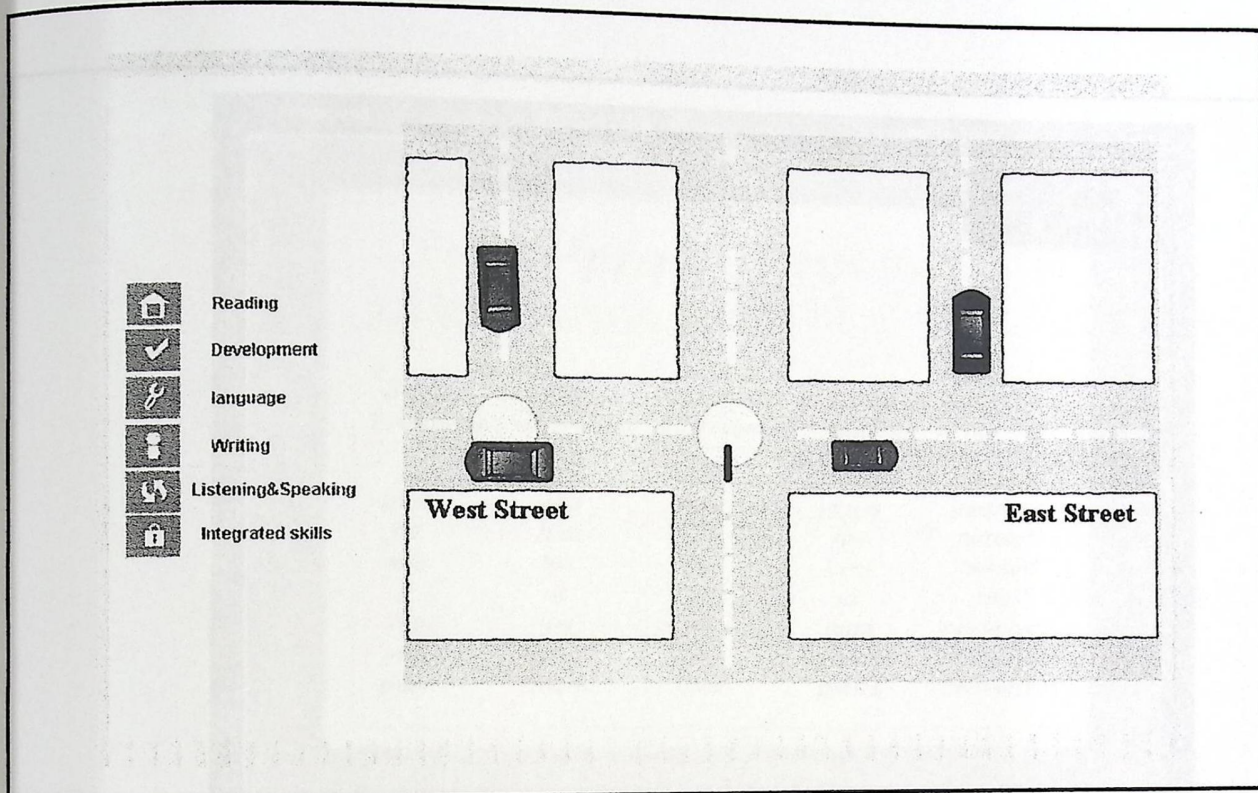 Reading
Development
language
Writing
Listening&Speaking
Integrated skills
West Street
East Street